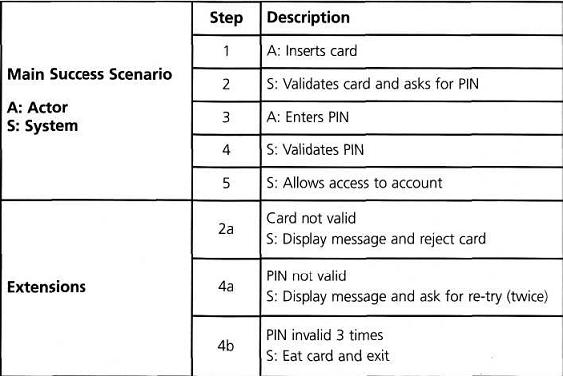 Step Description
Main Success Scenario
A: Actor
S: System
1 A: Inserts card
2 S: Validates card and asks for PIN
3 A: Enters PIN
4 S: Validates PIN
5 S: Allows access to account
Extensions
2a Card not valid
S: Display message and reject card
4a PIN not valid
S: Display message and ask for re-try (twice)
4b PIN invalid 3 times
S: Eat card and exit